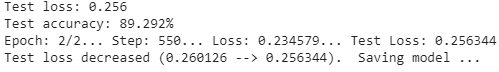 Test loss: 0.256
Test accuracy: 89.292%
Epoch: 2/2... Step: 550... Loss: 0.234579... Test Loss: 0.256344
Test loss decreased (0.260126 --> 0.256344).  Saving model ...